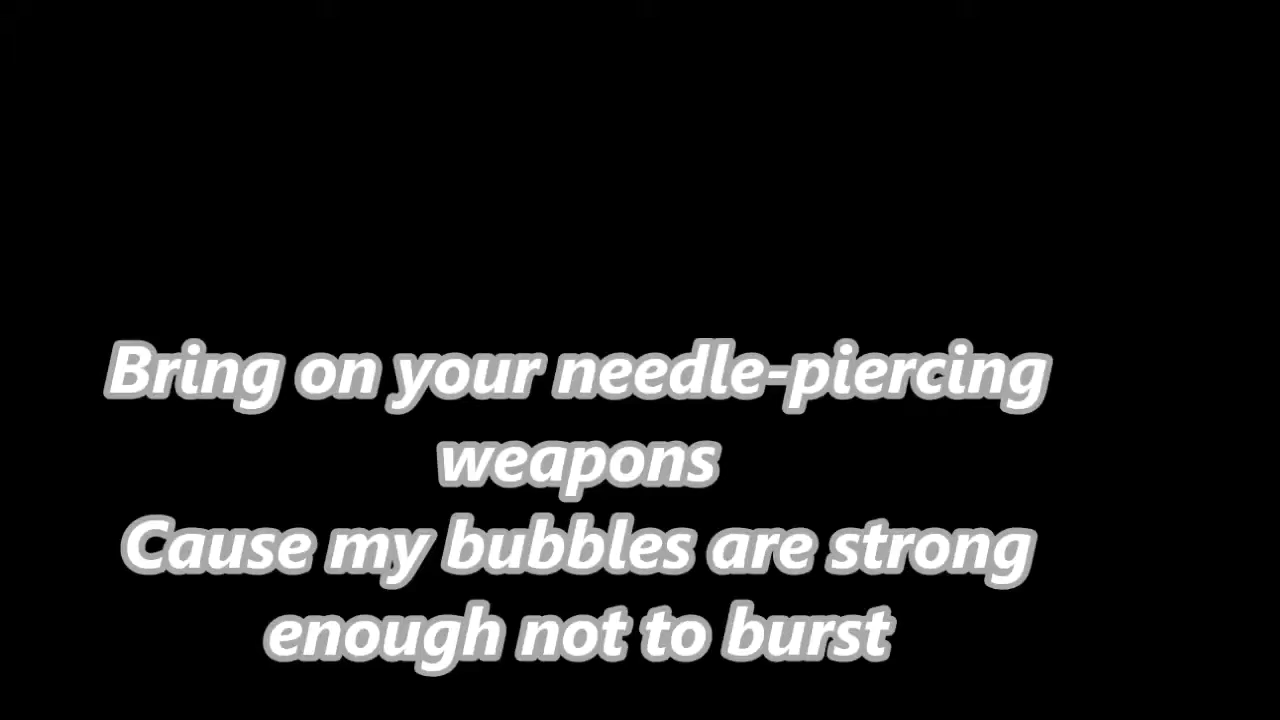 Bring on your needle-piercing
weapons
Cause my bubbles are strong
enough not to burst